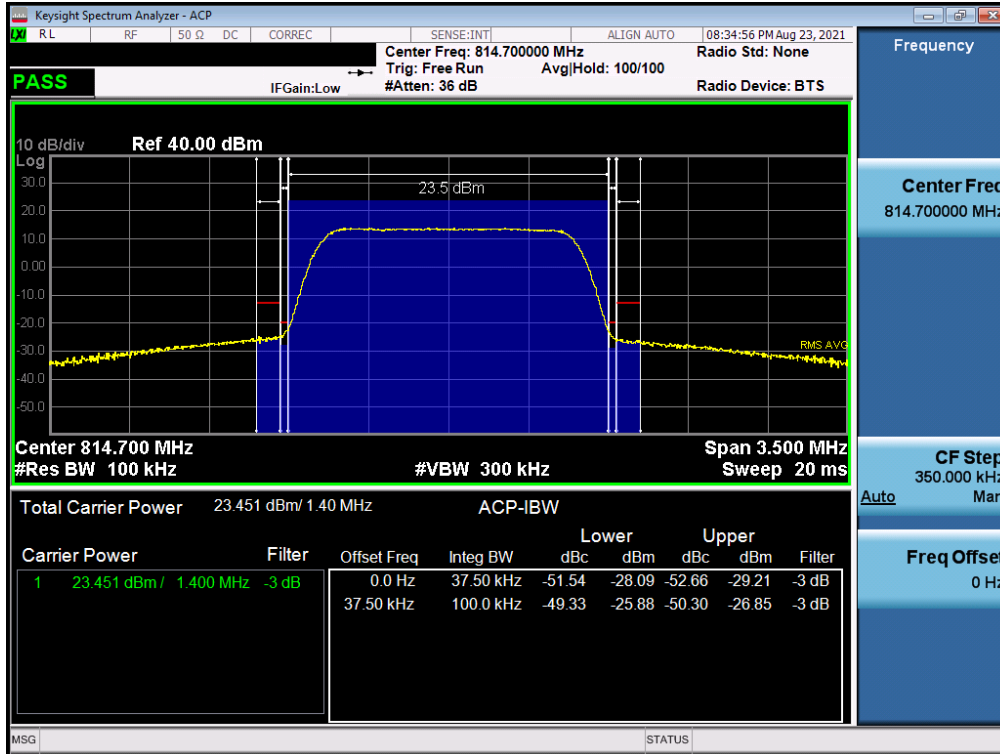 Keysight Spectrum Analyzer - ACP
LXI RL RF 50 Ω DC CORREC SENSE:INT ALIGN AUTO 08:34:56 PM Aug 23, 2021
Center Freq: 814.700000 MHz Radio Std: None
Trig: Free Run Avg|Hold: 100/100
PASS IFGain:Low #Atten: 36 dB Radio Device: BTS
10 dB/div Ref 40.00 dBm
Log
30.0
23.5 dBm
20.0
10.0
0.00
-10.0
-20.0
-30.0
RMS AVG
-40.0
-50.0
Center 814.700 MHz Span 3.500 MHz
#Res BW 100 kHz #VBW 300 kHz Sweep 20 ms
Total Carrier Power 23.451 dBm/ 1.40 MHz ACP-IBW
Lower Upper
Carrier Power Filter Offset Freq Integ BW dBc dBm dBc dBm Filter
1 23.451 dBm / 1.400 MHz -3 dB 0.0 Hz 37.50 kHz -51.54 -28.09 -52.66 -29.21 -3 dB
37.50 kHz 100.0 kHz -49.33 -25.88 -50.30 -26.85 -3 dB
MSG STATUS
Frequency
Center Freq
814.700000 MHz
CF Step
350.000 kHz
Auto Man
Freq Offset
0 Hz